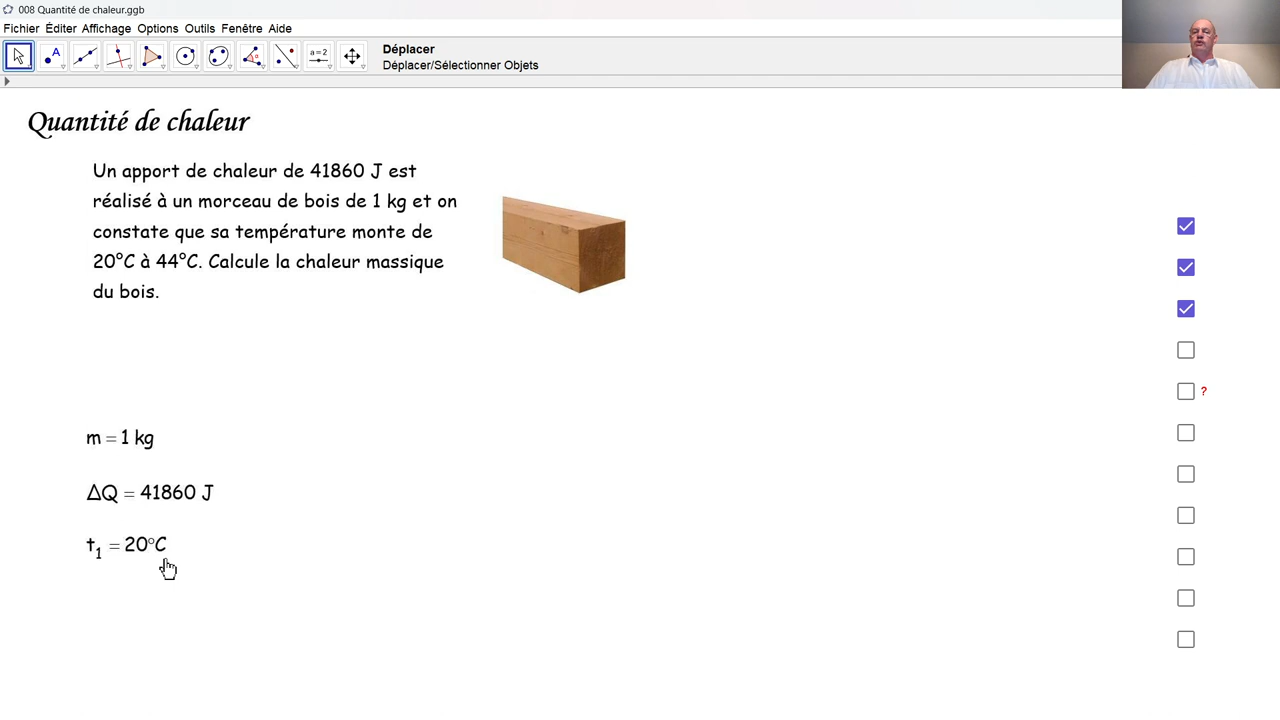 008 Quantité de chaleur.ggb
Fichier Éditer Affichage Options Outils Fenêtre Aide
A
a=2
Déplacer
Déplacer/Sélectionner Objets
Quantité de chaleur
Un apport de chaleur de 41860 J est
réalisé à un morceau de bois de 1 kg et on
constate que sa température monte de
20°C à 44°C. Calcule la chaleur massique
du bois.
?
m = 1 kg
ΔQ = 41860 J
t₁ = 20°C